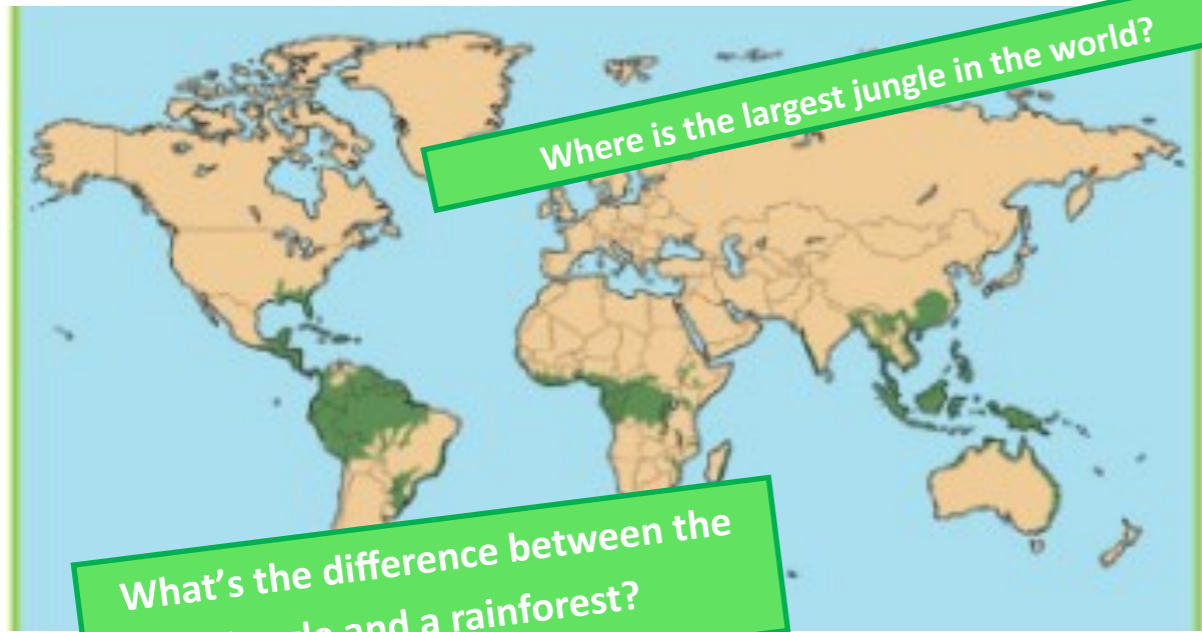 Where is the largest jungle in the world?
What's the difference between the
and a rainforest?